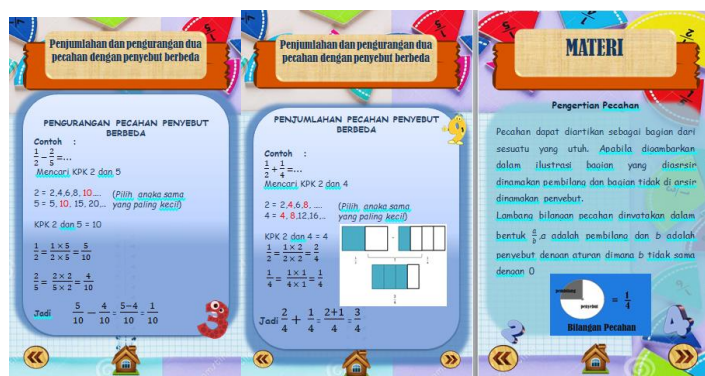 Penjumlahan dan pengurangan dua
pecahan dengan penyebut berbeda
PENGURANGAN PECAHAN PENYEBUT
BERBEDA
Contoh :
1/2 − 2/5 =...
Mencari KPK 2 dan 5
2 = 2,4,6,8, 10.... (Pilih angka sama
5 = 5, 10, 15, 20,.. yang paling kecil)
KPK 2 dan 5 = 10
1/2 = 1 × 5 / 2 × 5 = 5/10
2/5 = 2 × 2 / 5 × 2 = 4/10
Jadi 5/10 − 4/10 = 5−4/10 = 1/10
Penjumlahan dan pengurangan dua
pecahan dengan penyebut berbeda
PENJUMLAHAN PECAHAN PENYEBUT
BERBEDA
Contoh :
1/2 + 1/4 =...
Mencari KPK 2 dan 4
2 = 2,4,6,8, .... (Pilih angka sama
4 = 4, 8,12,16... yang paling kecil)
KPK 2 dan 4 = 4
1/2 = 1 × 2 / 2 × 2 = 2/4
1/4 = 1 × 1 / 4 × 1 = 1/4
Jadi 2/4 + 1/4 = 2+1/4 = 3/4
MATERI
Pengertian Pecahan
Pecahan dapat diartikan sebagai bagian dari
sesuatu yang utuh. Apabila digambarkan
dalam ilustrasi bagian yang diasrsir
dinamakan pembilang dan bagian tidak di arsir
dinamakan penyebut.
Lambang bilangan pecahan dinyatakan dalam
bentuk a/b ,a adalah pembilang dan b adalah
penyebut dengan aturan dimana b tidak sama
dengan 0
pembilang
penyebut
= 1/4
Bilangan Pecahan